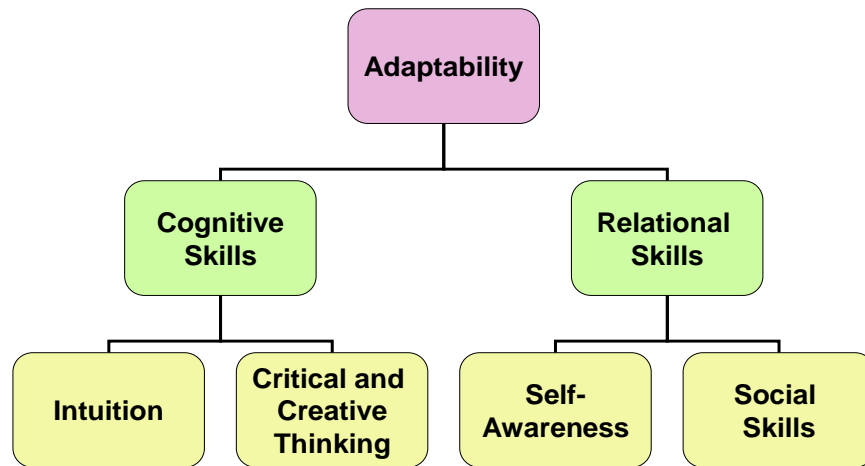 Adaptability
Cognitive
Skills
Relational
Skills
Intuition
Critical and
Creative
Thinking
Self-
Awareness
Social
Skills